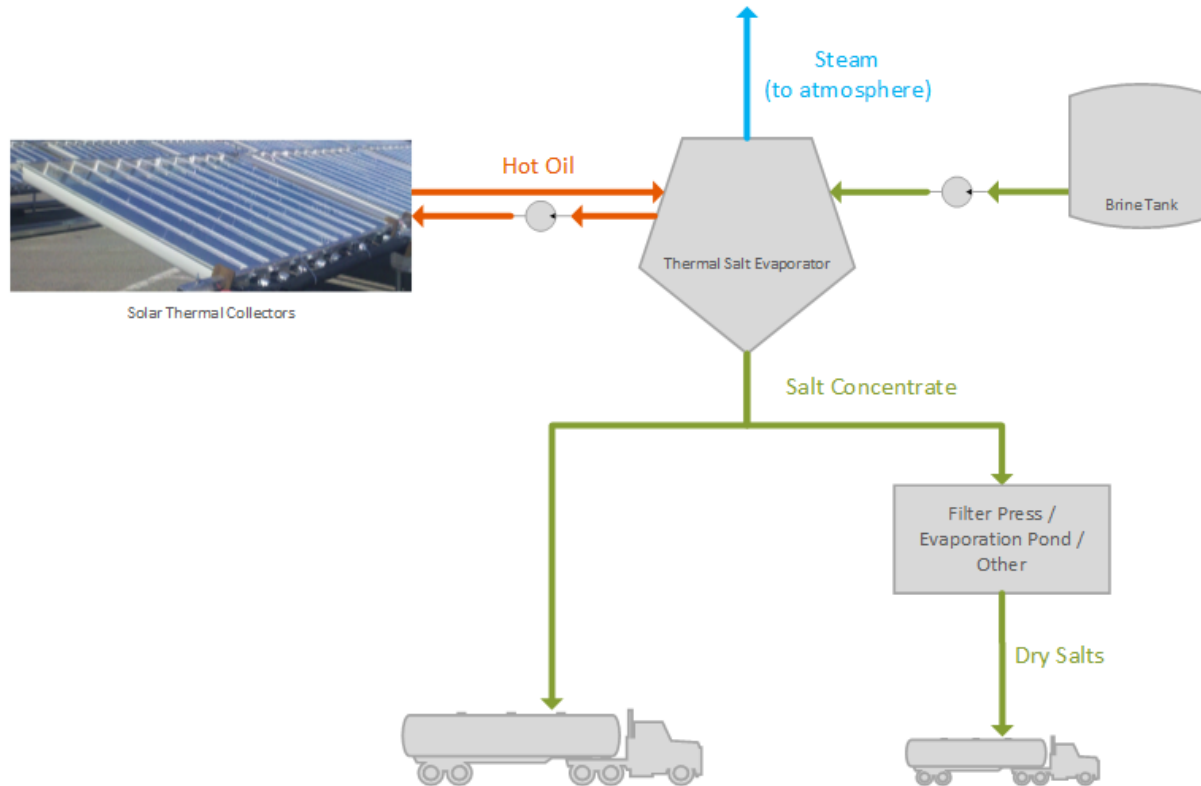 Steam
(to atmosphere)
Hot Oil
Brine Tank
Thermal Salt Evaporator
Solar Thermal Collectors
Salt Concentrate
Filter Press /
Evaporation Pond /
Other
Dry Salts